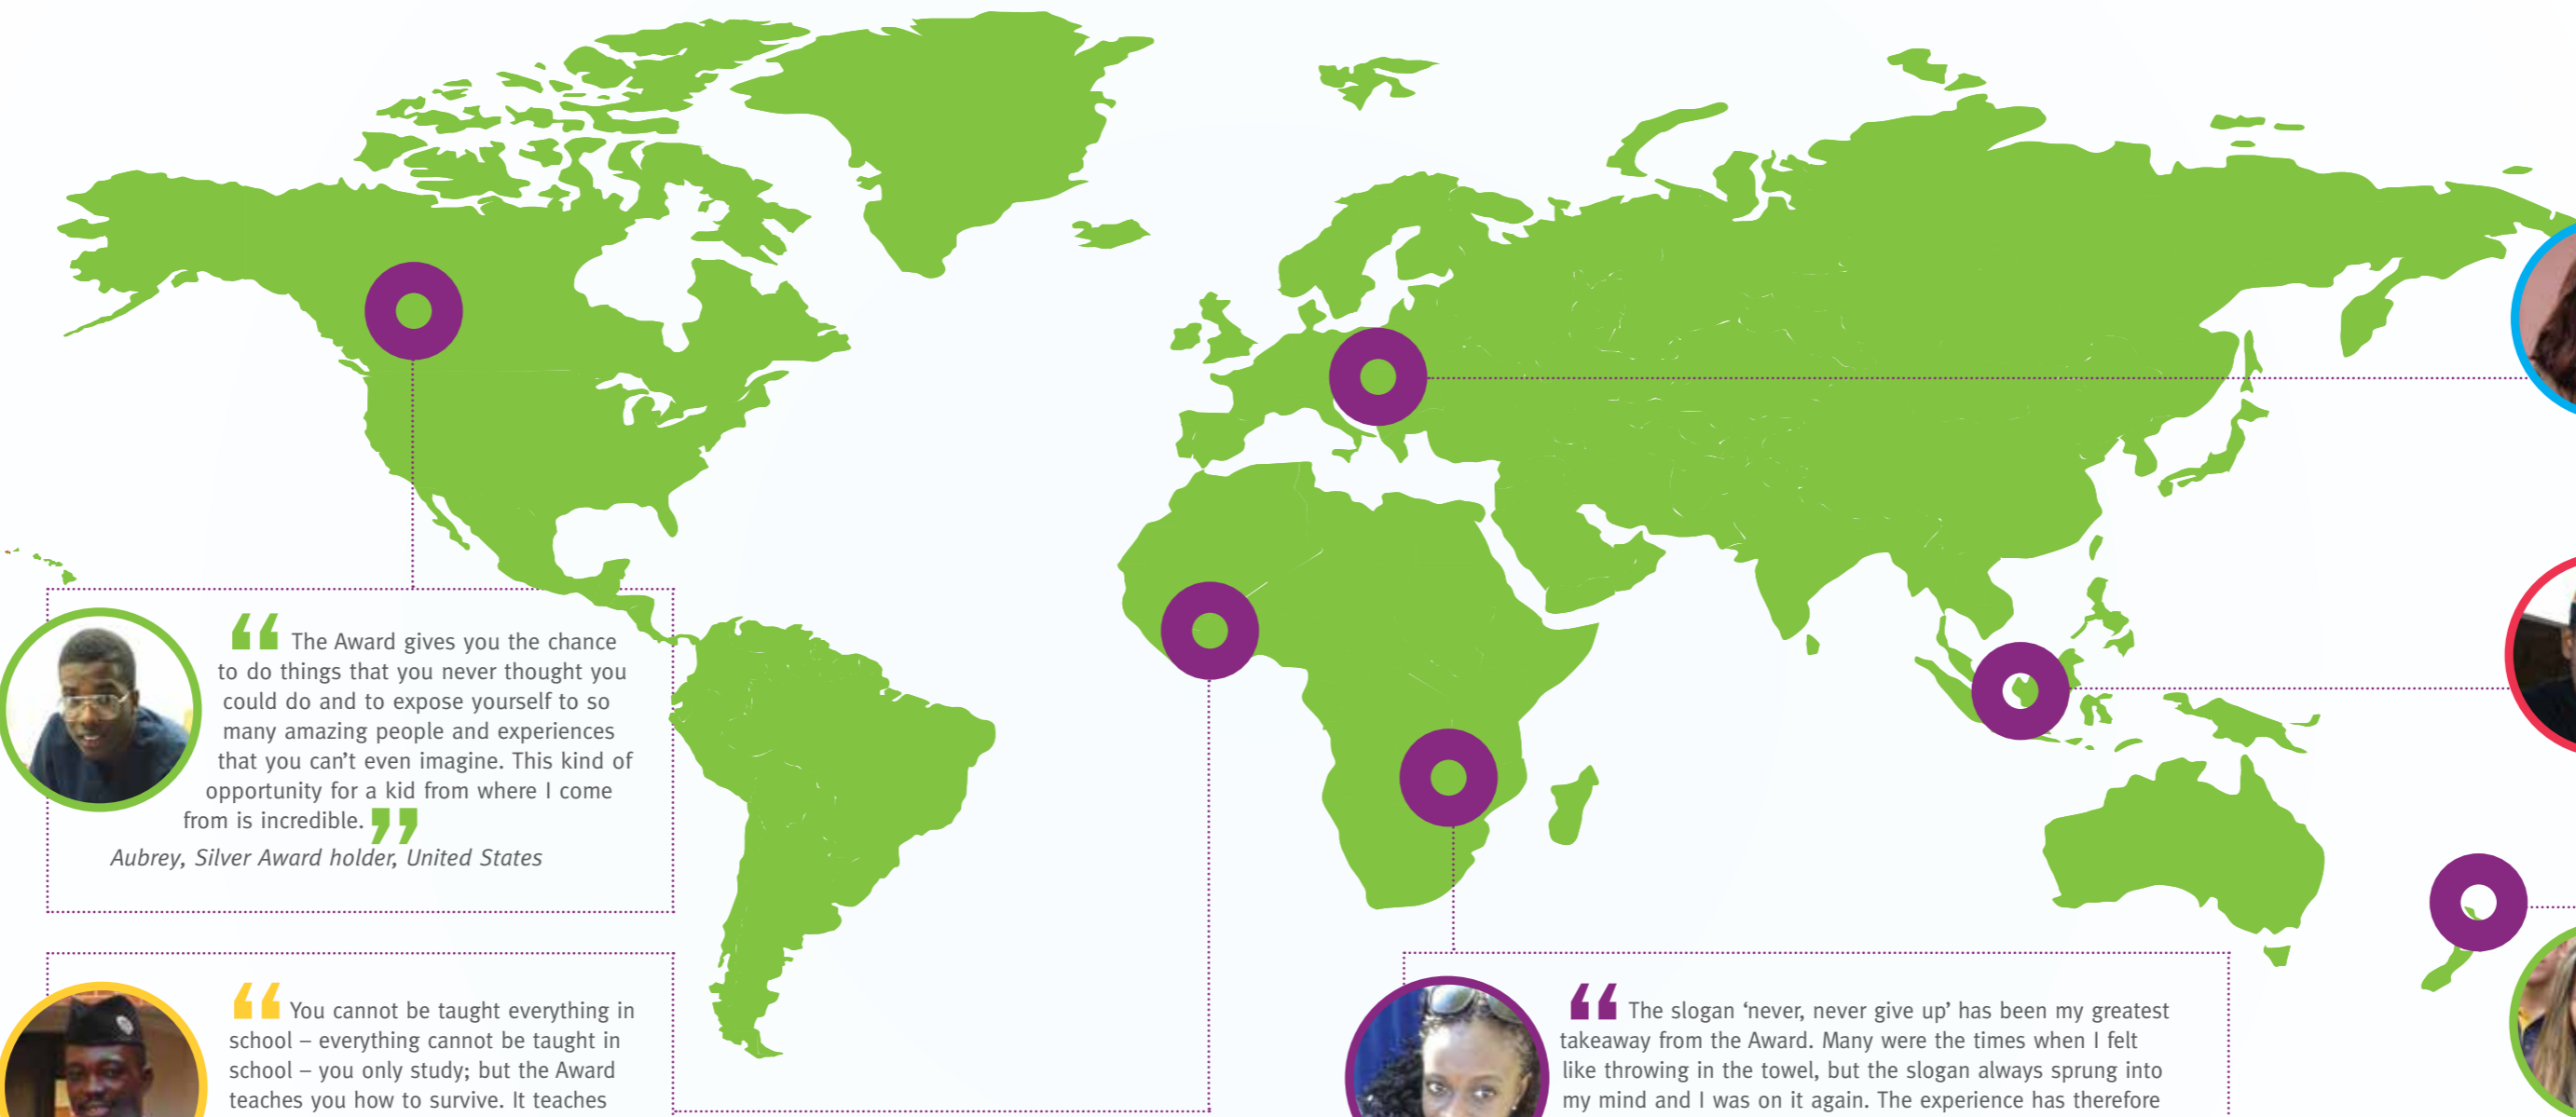 “ The Award gives you the chance
to do things that you never thought you
could do and to expose yourself to so
many amazing people and experiences
that you can’t even imagine. This kind of
opportunity for a kid from where I come
from is incredible. ”
Aubrey, Silver Award holder, United States
“ You cannot be taught everything in
school – everything cannot be taught in
school – you only study; but the Award
teaches you how to survive. It teaches
“ The slogan ‘never, never give up’ has been my greatest
takeaway from the Award. Many were the times when I felt
like throwing in the towel, but the slogan always sprung into
my mind and I was on it again. The experience has therefore